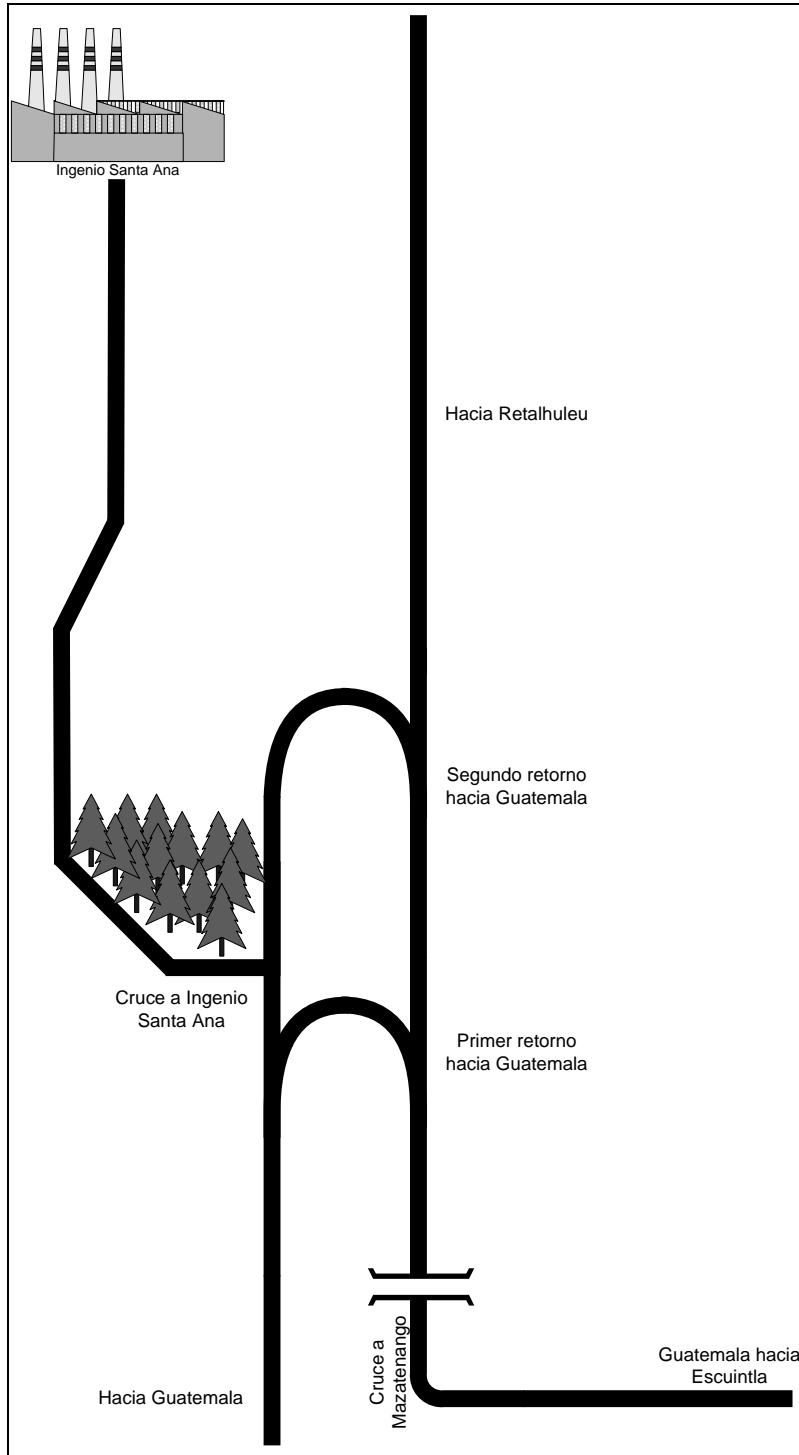 Ingenio Santa Ana
Hacia Retalhuleu
Segundo retorno
hacia Guatemala
Cruce a Ingenio
Santa Ana
Primer retorno
hacia Guatemala
Cruce a
Mazatenango
Guatemala hacia
Escuintla
Hacia Guatemala